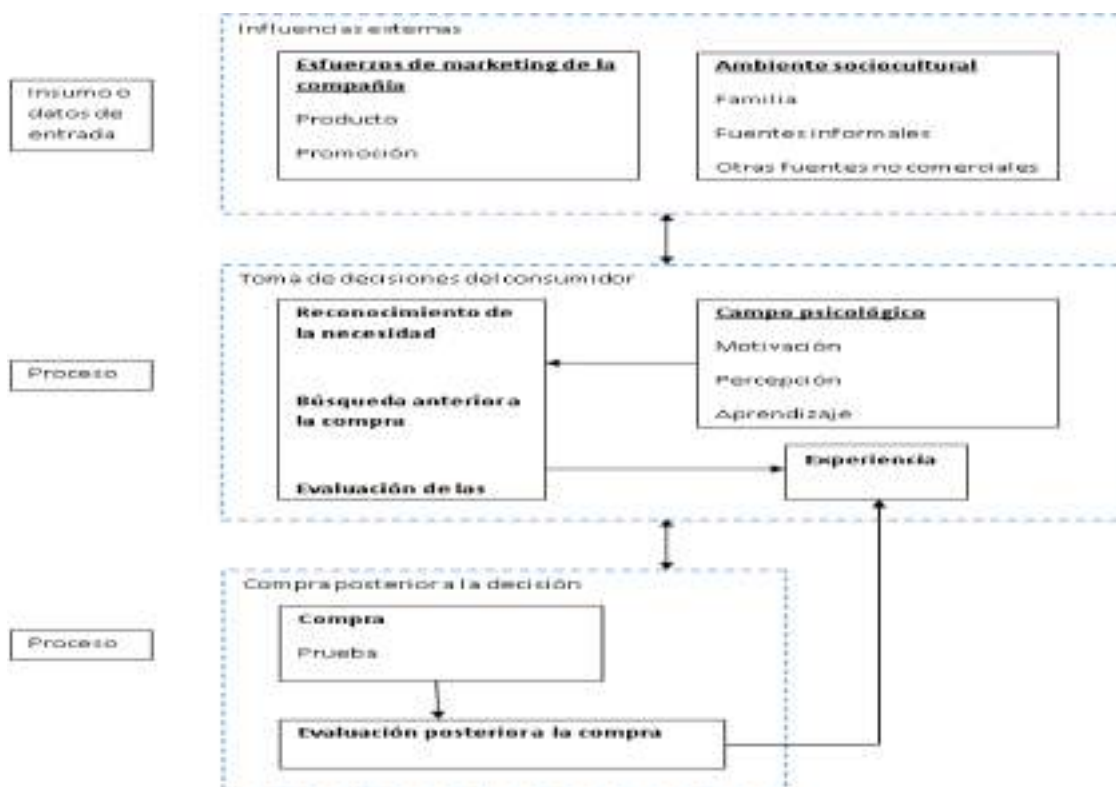 Influencias externas
Insumo o
datos de
entrada
Esfuerzos de marketing de la
compañía
Producto
Promoción
Ambiente sociocultural
Familia
Fuentes informales
Otras fuentes no comerciales
Toma de decisiones del consumidor
Proceso
Reconocimiento de
la necesidad
Búsqueda anterior a
la compra
Evaluación de las
Campo psicológico
Motivación
Percepción
Aprendizaje
Experiencia
Compra posterior a la decisión
Proceso
Compra
Prueba
Evaluación posterior a la compra